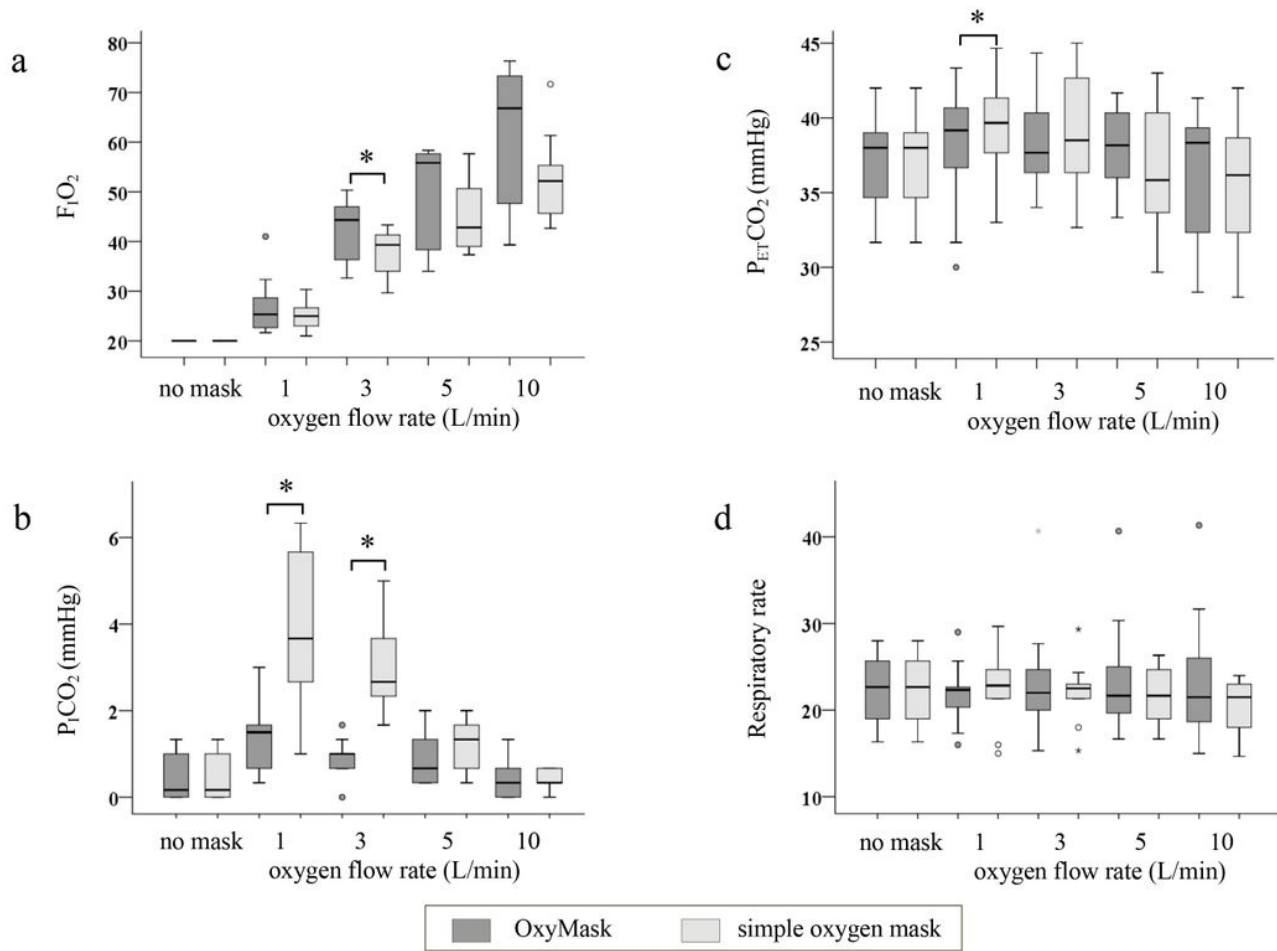 a
80
70
60
50
40
30
20
FIO2
*
no mask 1 3 5 10
oxygen flow rate (L/min)
c
45
40
35
30
25
PETCO2 (mmHg)
*
no mask 1 3 5 10
oxygen flow rate (L/min)
b
6
4
2
0
PICO2 (mmHg)
*
*
no mask 1 3 5 10
oxygen flow rate (L/min)
d
40
30
20
10
Respiratory rate
no mask 1 3 5 10
oxygen flow rate (L/min)
OxyMask simple oxygen mask